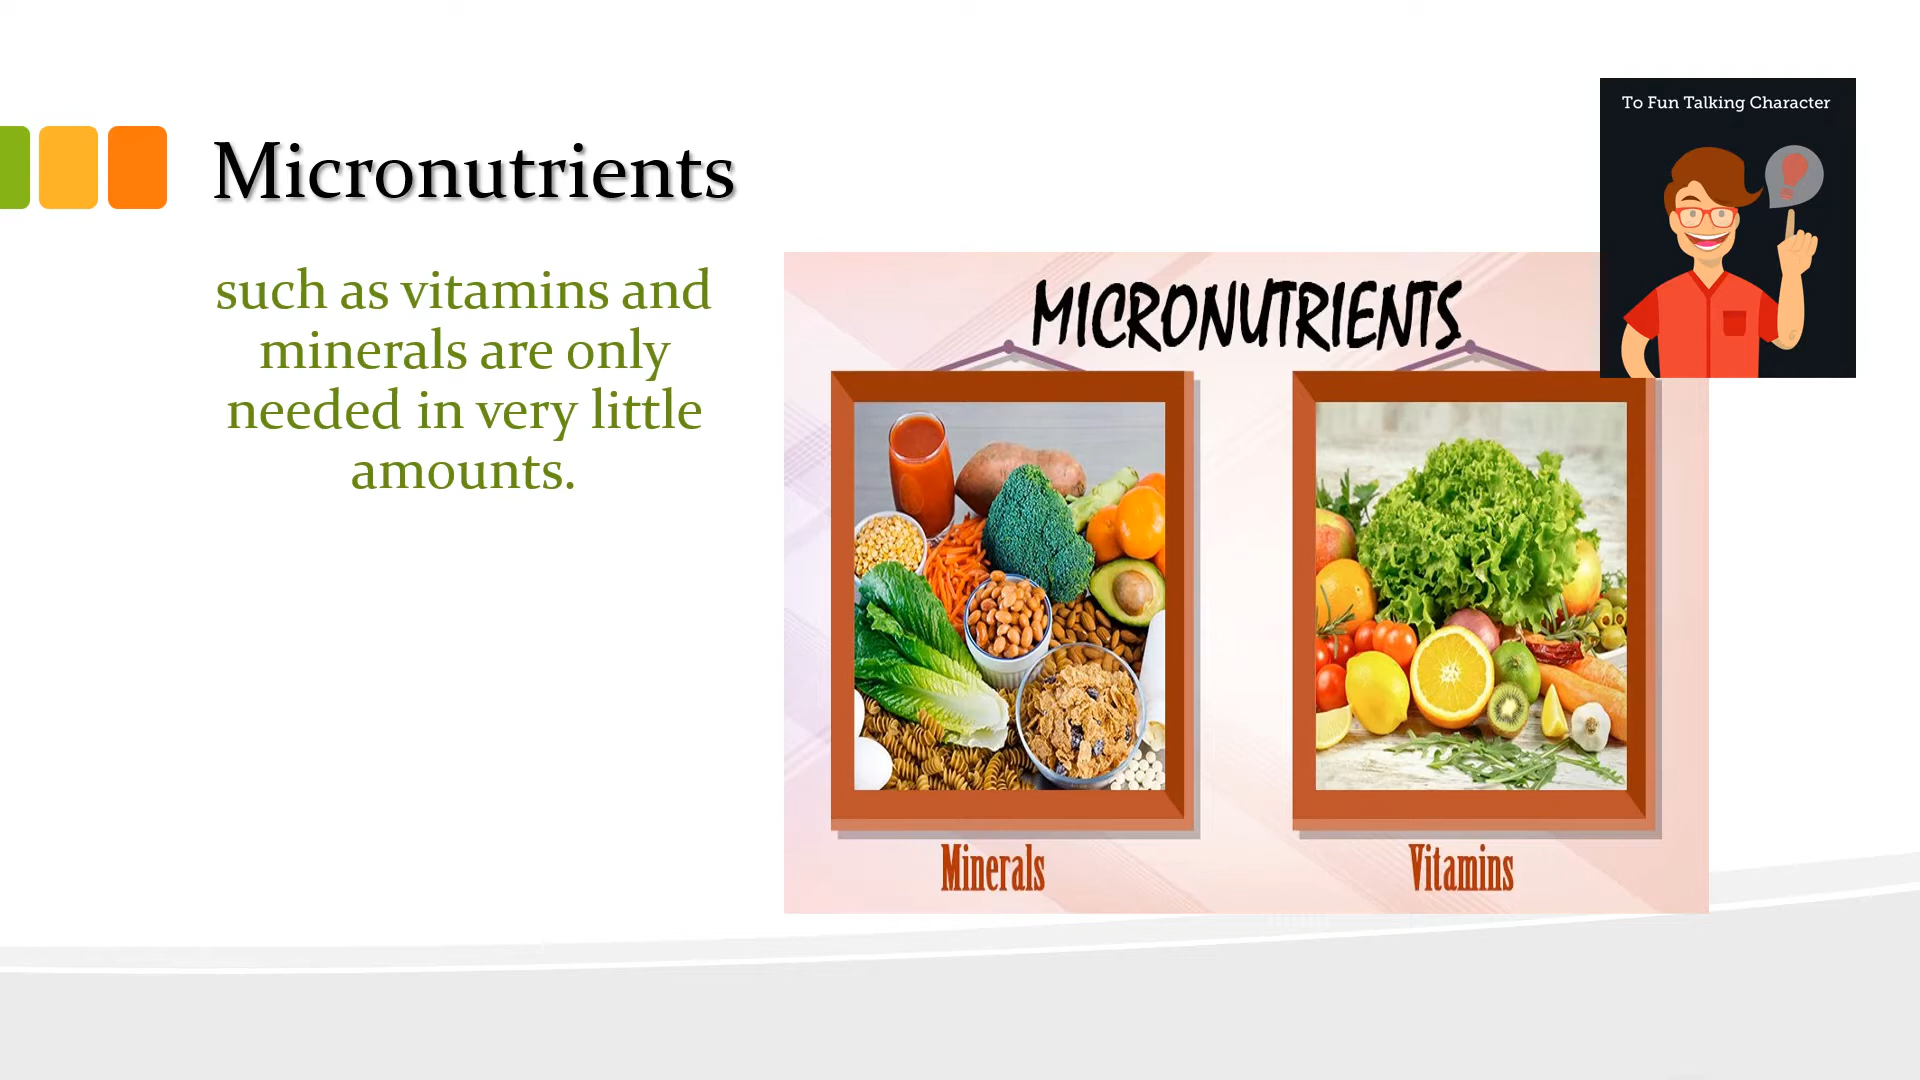 To Fun Talking Character
Micronutrients
such as vitamins and
minerals are only
needed in very little
amounts.
MICRONUTRIENTS
Minerals
Vitamins